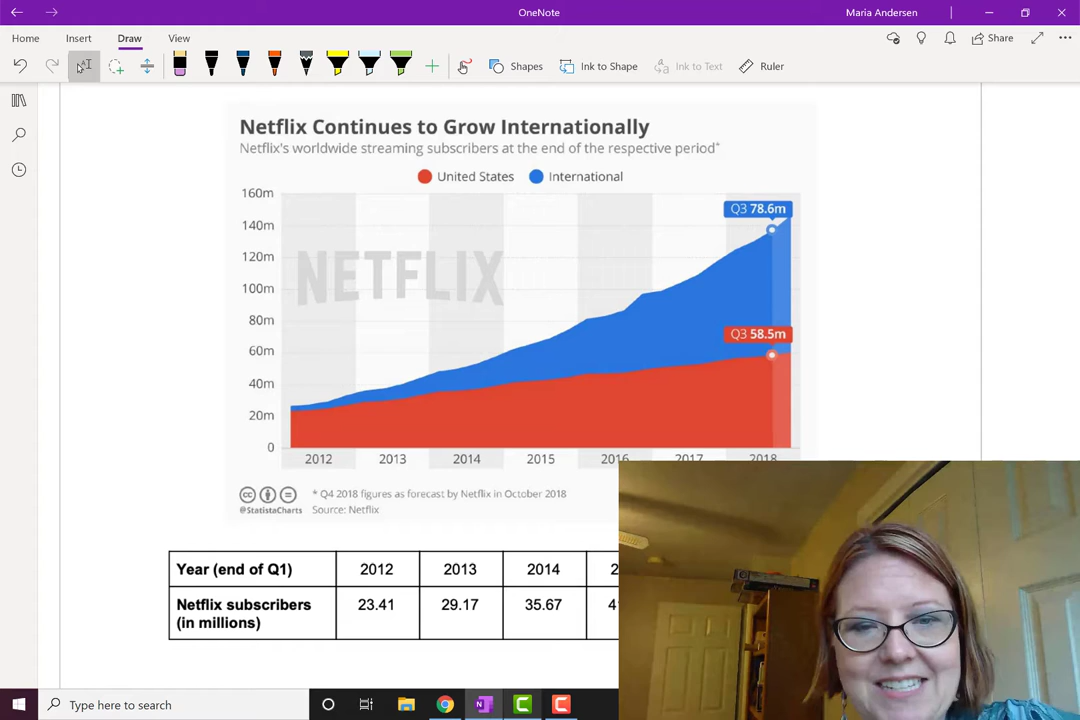 OneNote
Maria Andersen
Home Insert Draw View
Share
Shapes Ink to Shape Ink to Text Ruler
Netflix Continues to Grow Internationally
Netflix's worldwide streaming subscribers at the end of the respective period*
United States International
160m
140m
120m
100m
80m
60m
40m
20m
0
NETFLIX
Q3 78.6m
Q3 58.5m
2012 2013 2014 2015 2016 2017 2018
@StatistaCharts
* Q4 2018 figures as forecast by Netflix in October 2018
Source: Netflix
Year (end of Q1) 2012 2013 2014
Netflix subscribers 23.41 29.17 35.67
(in millions)
Type here to search